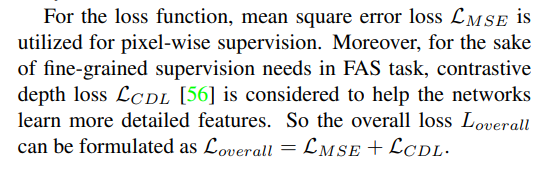 For the loss function, mean square error loss ℒ_MSE is
utilized for pixel-wise supervision. Moreover, for the sake
of fine-grained supervision needs in FAS task, contrastive
depth loss ℒ_CDL [56] is considered to help the networks
learn more detailed features. So the overall loss L_overall
can be formulated as ℒ_overall = ℒ_MSE + ℒ_CDL.